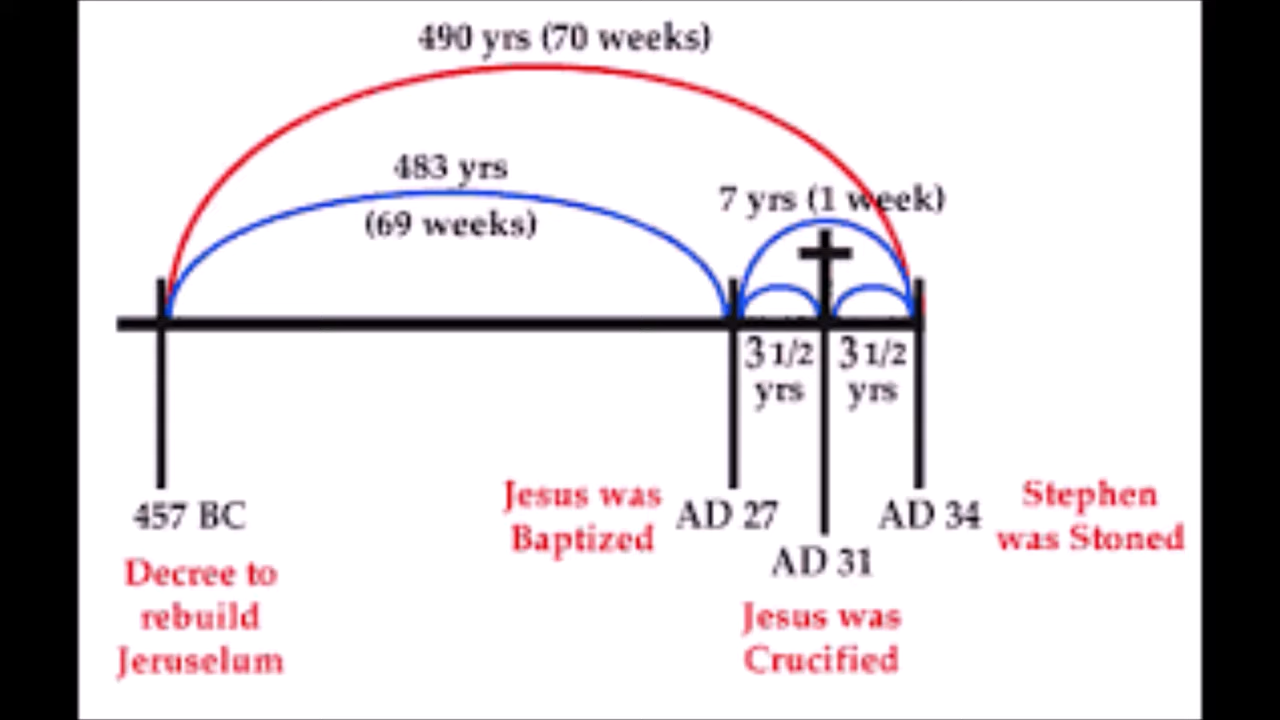 490 yrs (70 weeks)
483 yrs
(69 weeks)
7 yrs (1 week)
3 1/2
yrs
3 1/2
yrs
457 BC
Decree to
rebuild
Jeruselum
Jesus was
Baptized
AD 27
AD 31
Jesus was
Crucified
AD 34
Stephen
was Stoned